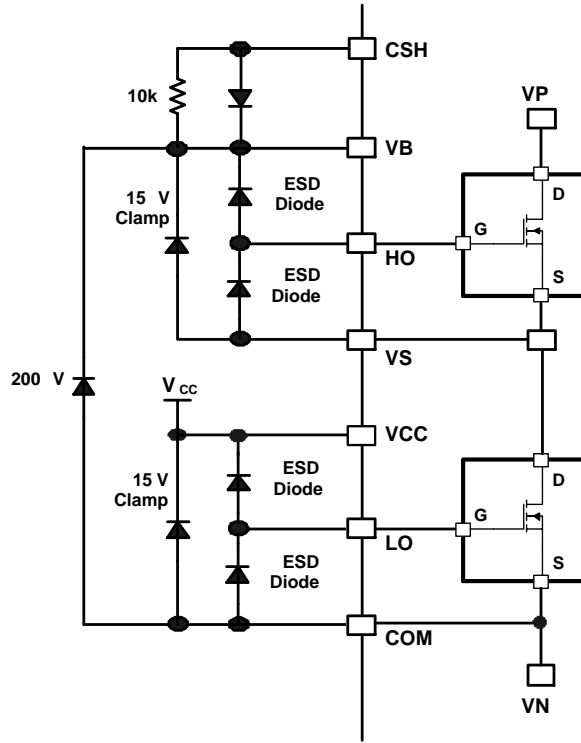 CSH
10k
VP
VB
ESD
Diode
D
15 V
Clamp
G
HO
ESD
Diode
S
VS
200 V
VCC
VCC
ESD
Diode
D
15 V
Clamp
G
LO
ESD
Diode
S
COM
VN